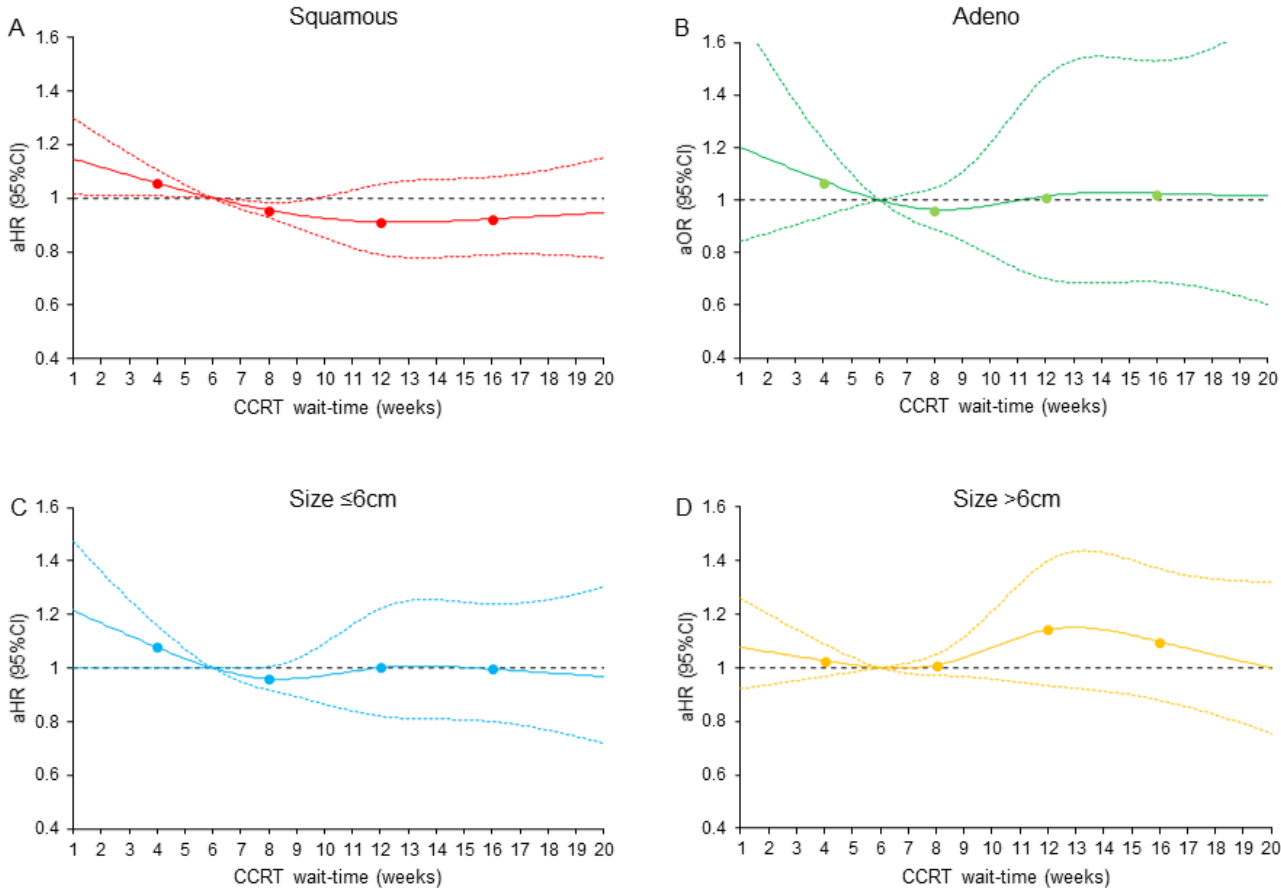 A
Squamous
1.6
1.4
1.2
1
0.8
0.6
0.4
aHR (95%CI)
1 2 3 4 5 6 7 8 9 10 11 12 13 14 15 16 17 18 19 20
CCRT wait-time (weeks)
B
Adeno
1.6
1.4
1.2
1
0.8
0.6
0.4
aOR (95%CI)
1 2 3 4 5 6 7 8 9 10 11 12 13 14 15 16 17 18 19 20
CCRT wait-time (weeks)
C
Size ≤6cm
1.6
1.4
1.2
1
0.8
0.6
0.4
aHR (95%CI)
1 2 3 4 5 6 7 8 9 10 11 12 13 14 15 16 17 18 19 20
CCRT wait-time (weeks)
D
Size >6cm
1.6
1.4
1.2
1
0.8
0.6
0.4
aHR (95%CI)
1 2 3 4 5 6 7 8 9 10 11 12 13 14 15 16 17 18 19 20
CCRT wait-time (weeks)